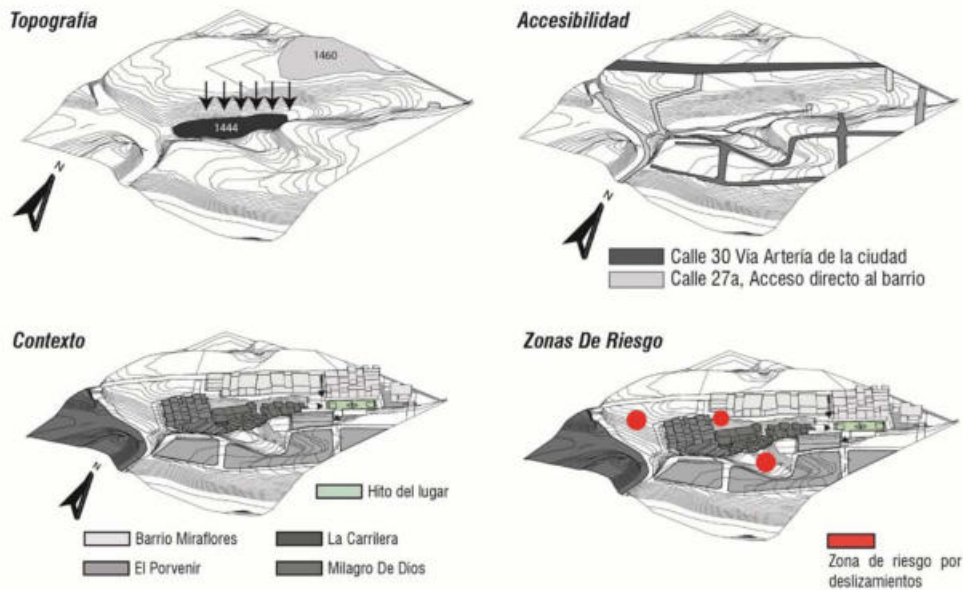 Topografía
1460
1444
N
Accesibilidad
N
Calle 30 Via Artería de la ciudad
Calle 27a, Acceso directo al barrio
Contexto
N
Hito del lugar
Barrio Miraflores
La Carrilera
El Porvenir
Milagro De Dios
Zonas De Riesgo
Zona de riesgo por
deslizamientos